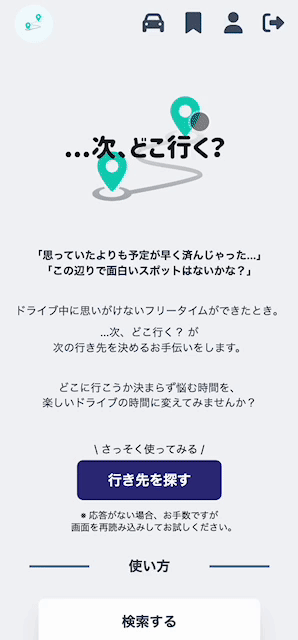 ...次、どこ行く？
「思っていたよりも予定が早く済んじゃった...」
「この辺りで面白いスポットはないかな？」
ドライブ中に思いがけないフリータイムができたとき。
...次、どこ行く？ が
次の行き先を決めるお手伝いをします。
どこに行こうか決まらず悩む時間を、
楽しいドライブの時間に変えてみませんか？
\ さっそく使ってみる /
行き先を探す
※ 応答がない場合、お手数ですが
画面を再読み込みしてお試しください。
使い方
検索する